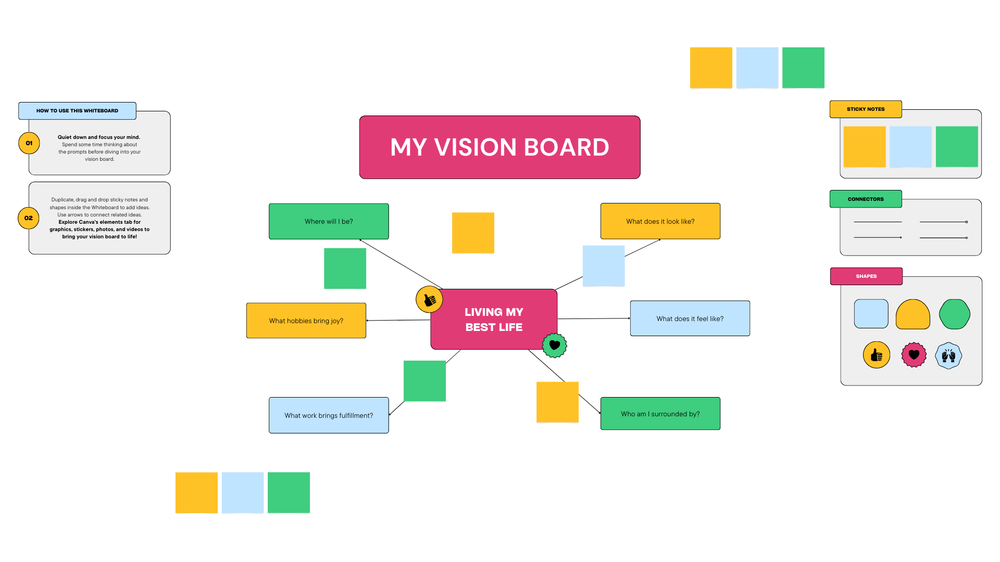 HOW TO USE THIS WHITEBOARD
01
Quiet down and focus your mind.
Spend some time thinking about
the prompts before diving into your
vision board.
02
Duplicate, drag and drop sticky notes and
shapes inside the Whiteboard to add ideas.
Use arrows to connect related ideas.
Explore Canva's elements tab for
graphics, stickers, photos, and videos to
bring your vision board to life!
MY VISION BOARD
Where will I be?
What does it look like?
What hobbies bring joy?
LIVING MY
BEST LIFE
What does it feel like?
What work brings fulfillment?
Who am I surrounded by?
STICKY NOTES
CONNECTORS
SHAPES